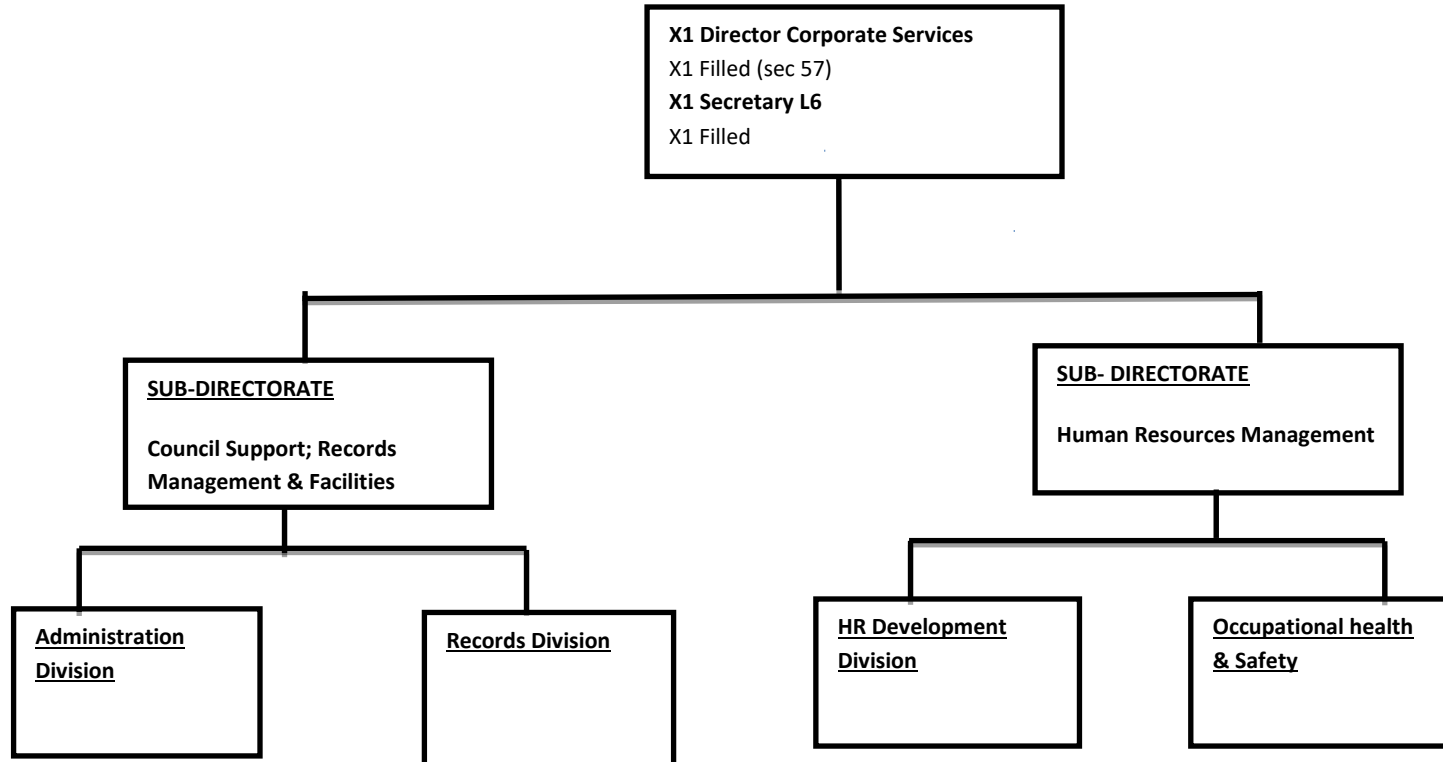 X1 Director Corporate Services
X1 Filled (sec 57)
X1 Secretary L6
X1 Filled
SUB-DIRECTORATE
Council Support; Records
Management & Facilities
SUB- DIRECTORATE
Human Resources Management
Administration
Division
Records Division
HR Development
Division
Occupational health
& Safety